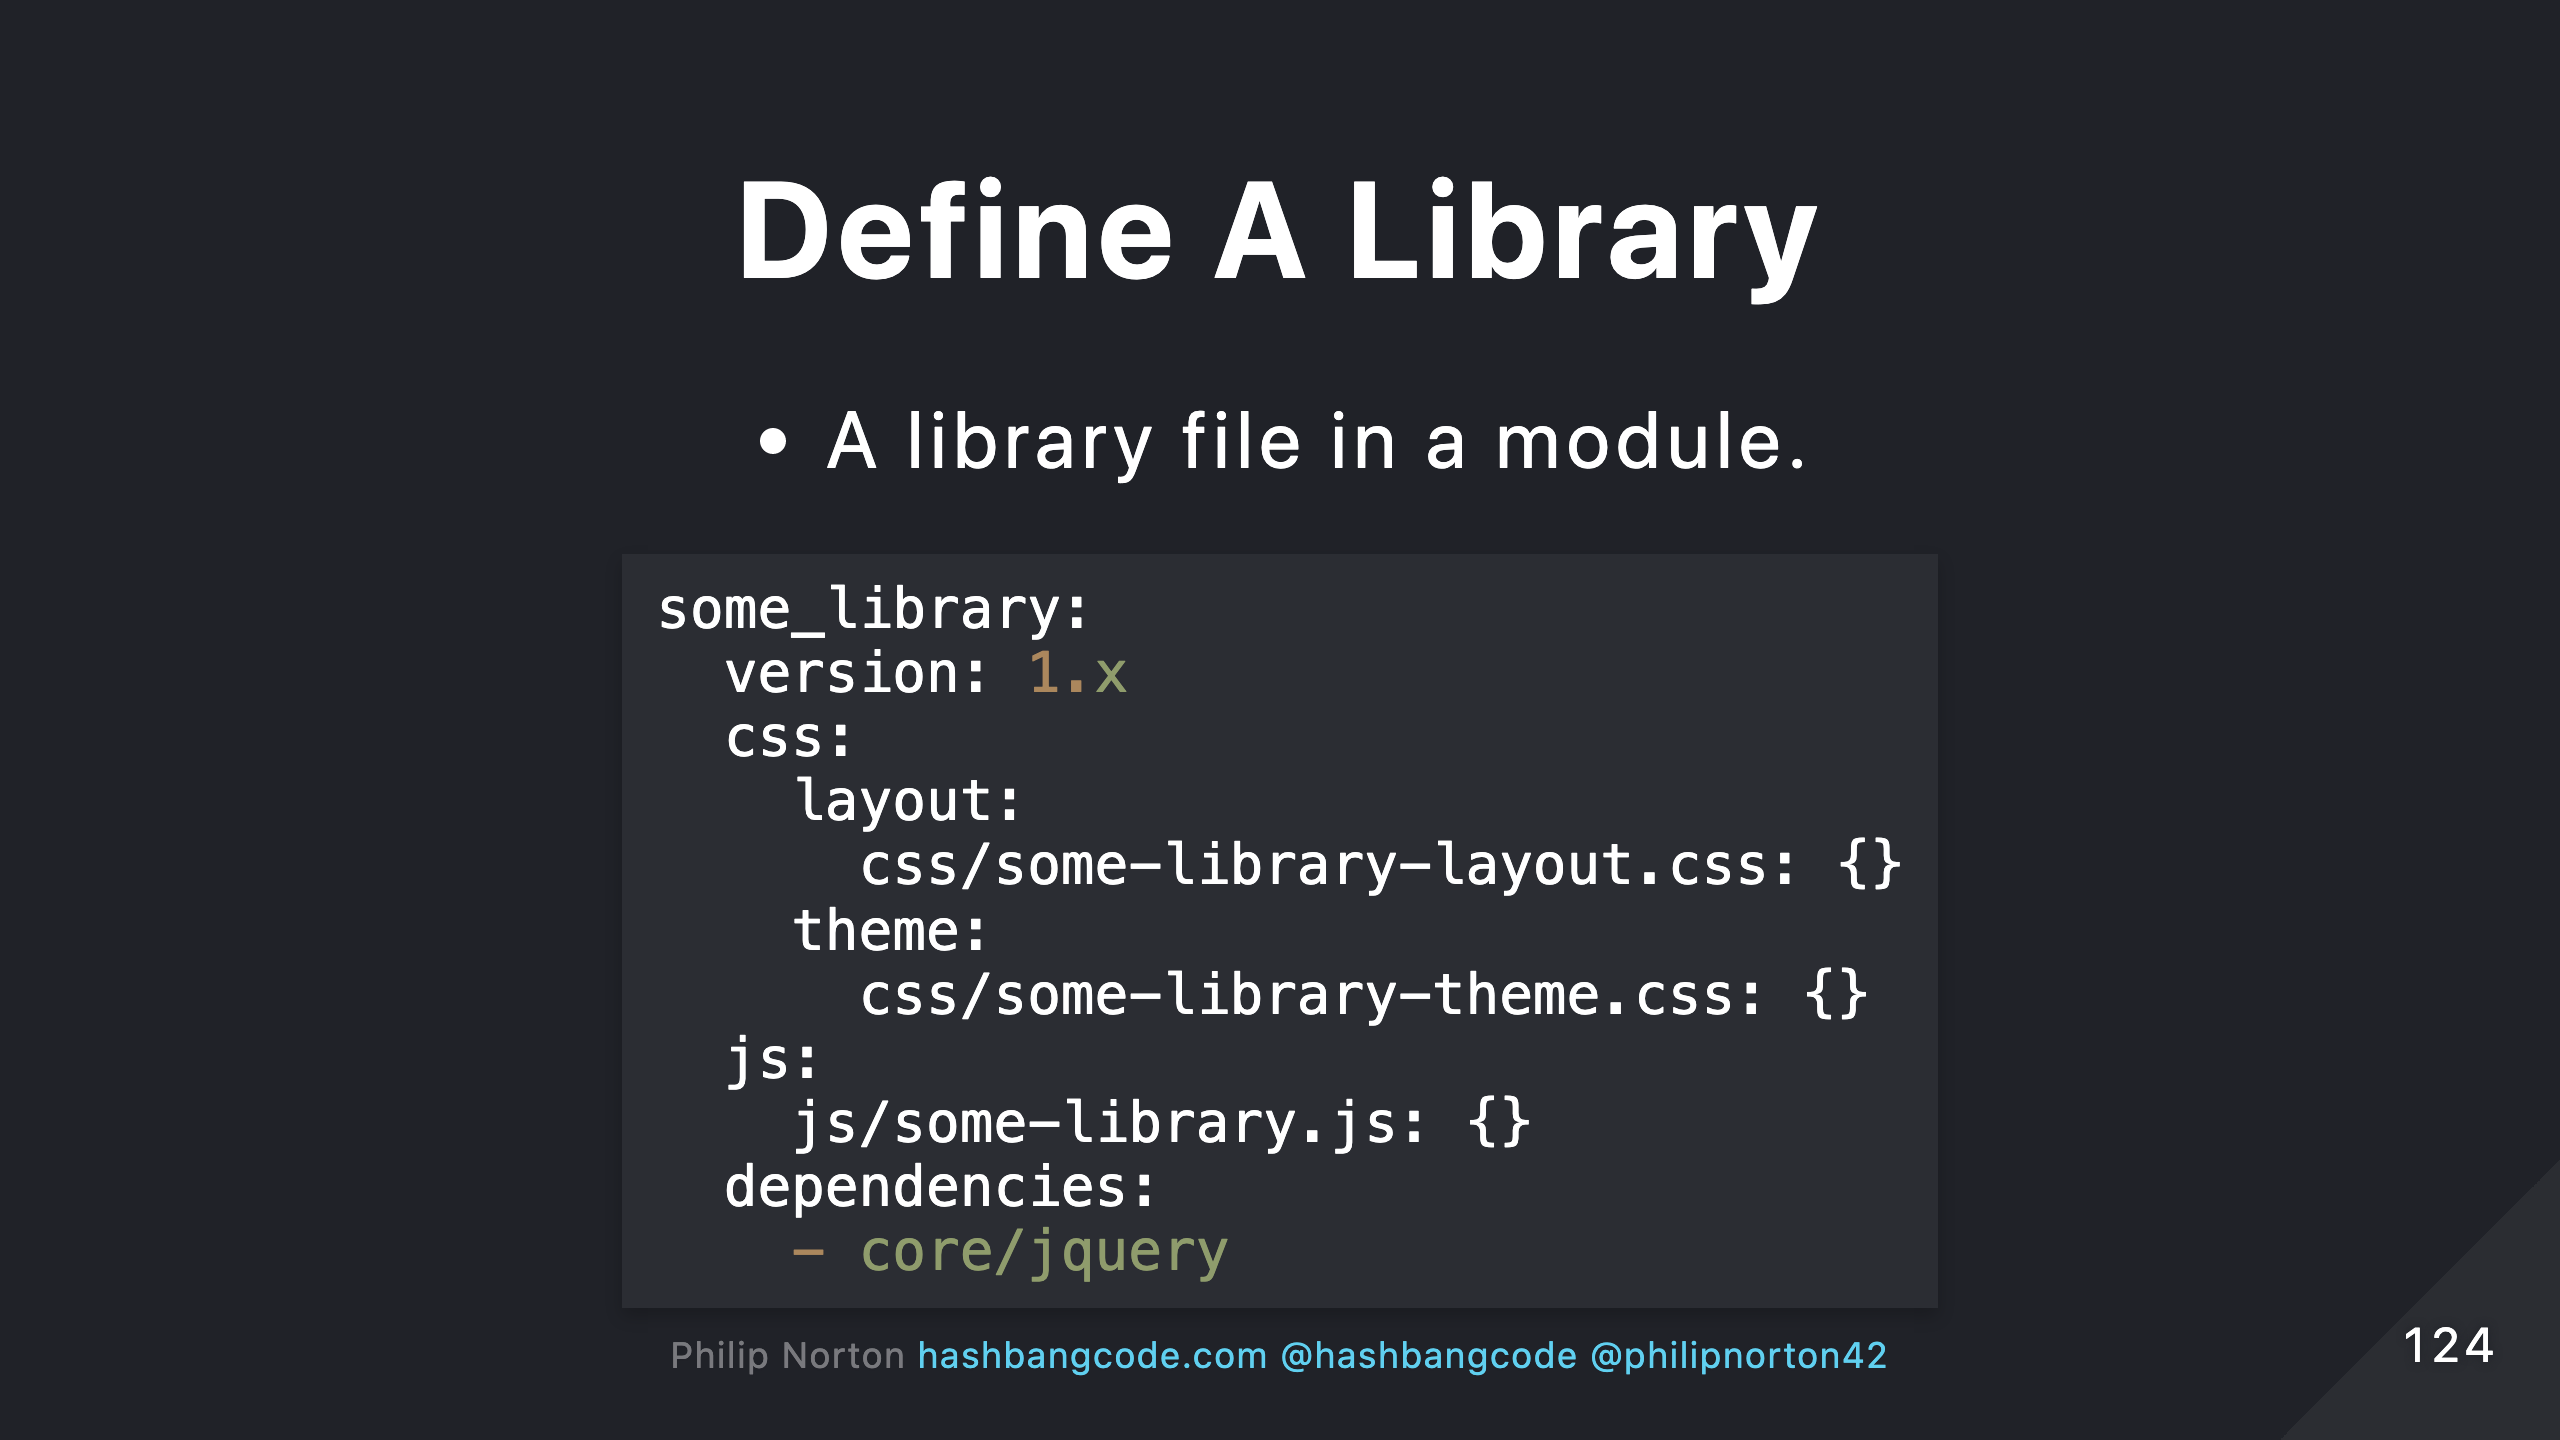 Define A Library
• A library file in a module.
some_library:
  version: 1.x
  css:
    layout:
      css/some-library-layout.css: {}
    theme:
      css/some-library-theme.css: {}
  js:
    js/some-library.js: {}
  dependencies:
    - core/jquery
Philip Norton hashbangcode.com @hashbangcode @philipnorton42
124